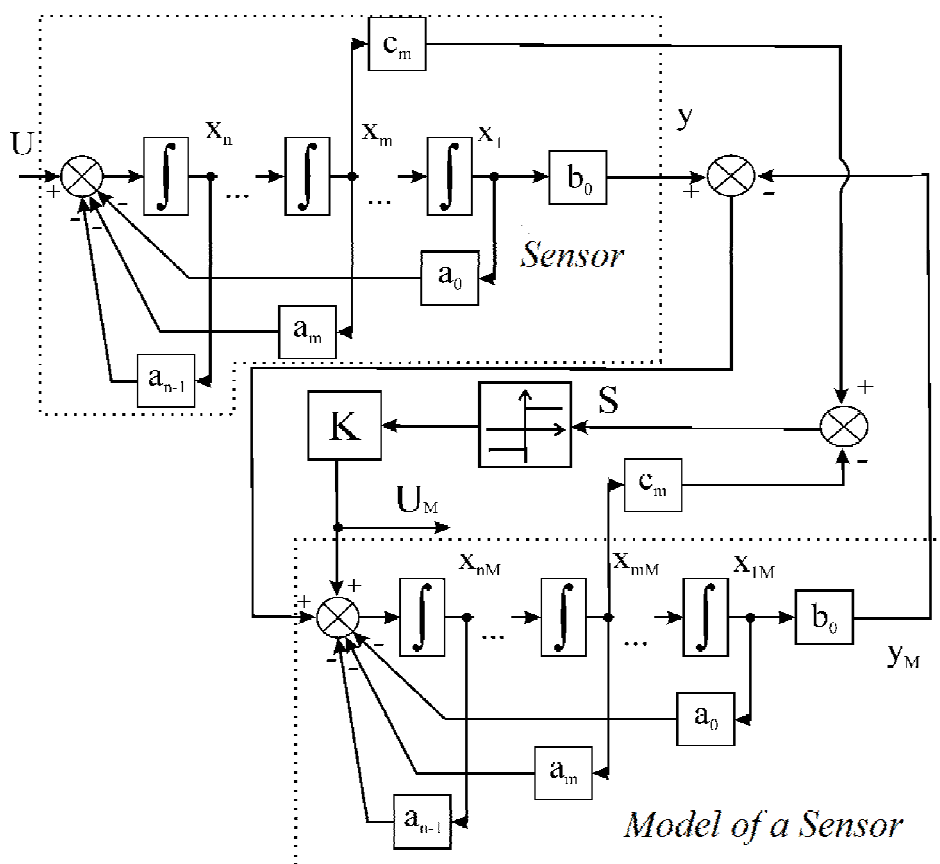 c_m
U
x_n
x_m
x_1
y
+
-
-
-
...
...
b_0
+
-
Sensor
a_0
a_m
a_n-1
K
S
+
-
U_M
c_m
x_nM
x_mM
x_1M
+
+
-
-
-
...
...
b_0
y_M
a_0
a_m
a_n-1
Model of a Sensor